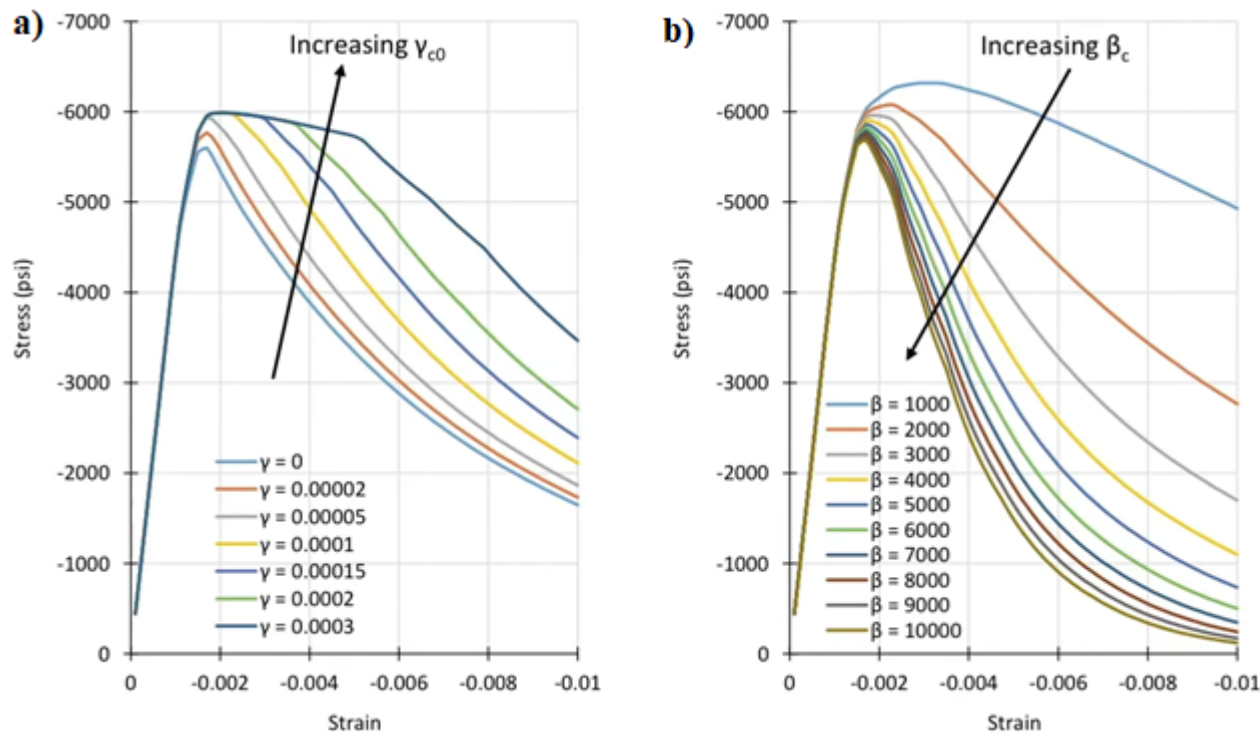 a)
-7000
-6000
-5000
-4000
-3000
-2000
-1000
0
Stress (psi)
Increasing γc0
γ = 0
γ = 0.00002
γ = 0.00005
γ = 0.0001
γ = 0.00015
γ = 0.0002
γ = 0.0003
0 -0.002 -0.004 -0.006 -0.008 -0.01
Strain
b)
-7000
-6000
-5000
-4000
-3000
-2000
-1000
0
Stress (psi)
Increasing βc
β = 1000
β = 2000
β = 3000
β = 4000
β = 5000
β = 6000
β = 7000
β = 8000
β = 9000
β = 10000
0 -0.002 -0.004 -0.006 -0.008 -0.01
Strain